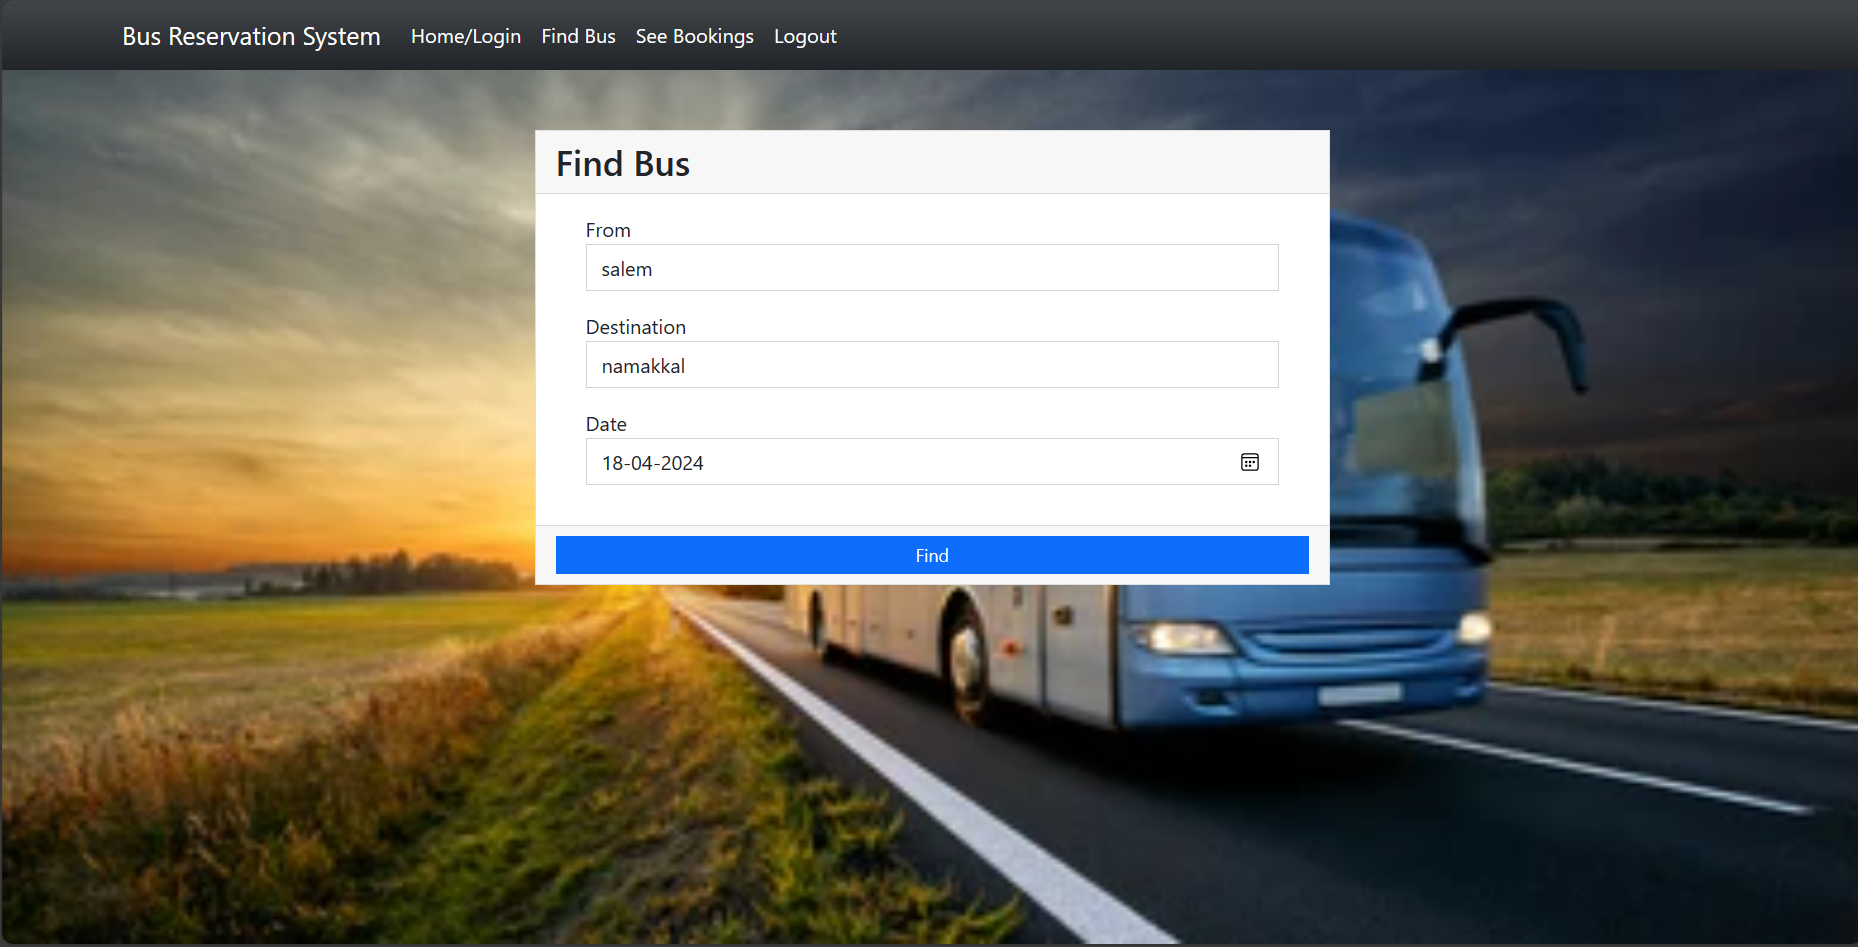 Bus Reservation System Home/Login Find Bus See Bookings Logout
Find Bus
From
salem
Destination
namakkal
Date
18-04-2024
Find